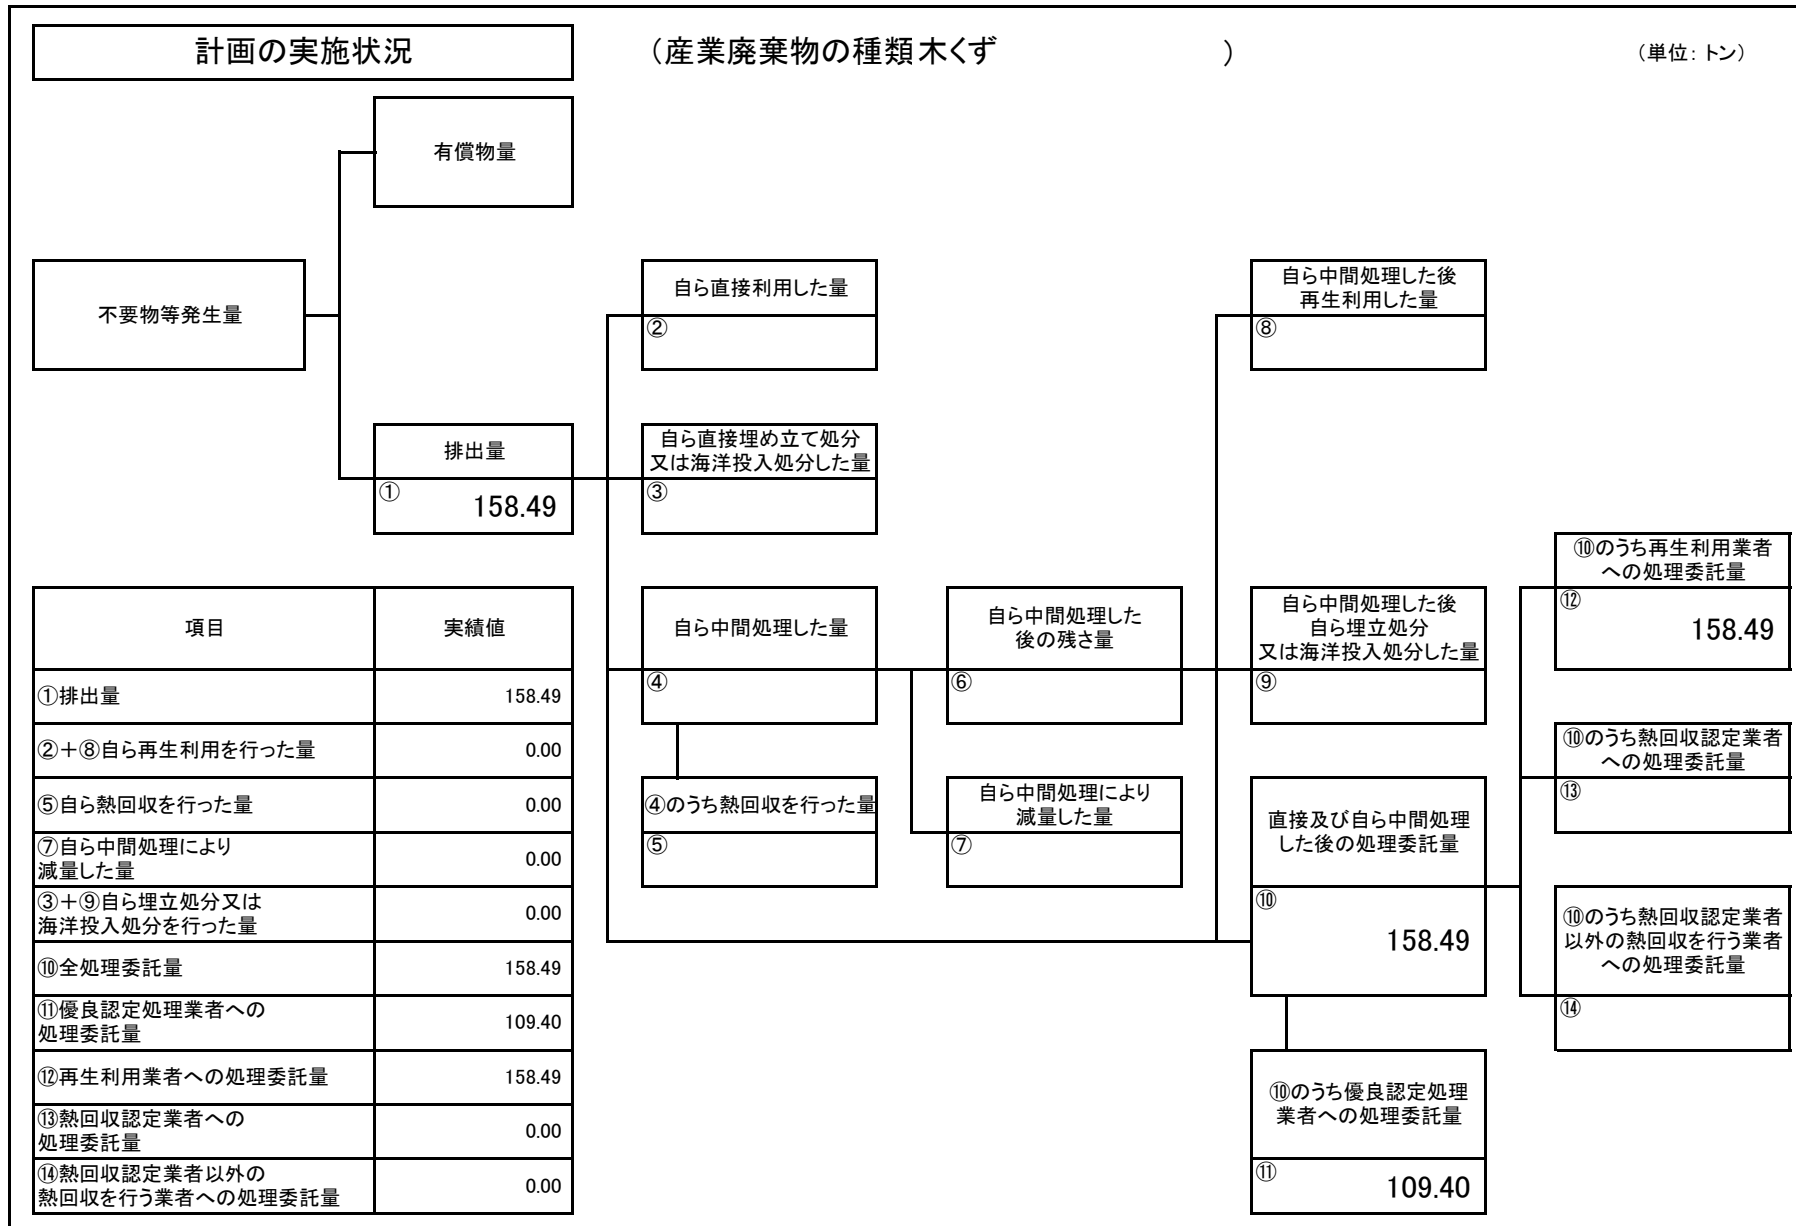 計画の実施状況
（産業廃棄物の種類木くず　　　　　　　　）
（単位：トン）
有償物量
不要物等発生量
自ら直接利用した量
②
自ら中間処理した後
再生利用した量
⑧
排出量
①
158.49
自ら直接埋め立て処分
又は海洋投入処分した量
③
⑩のうち再生利用業者
への処理委託量
⑫
158.49
自ら中間処理した量
④
自ら中間処理した
後の残さ量
⑥
自ら中間処理した後
自ら埋立処分
又は海洋投入処分した量
⑨
⑩のうち熱回収認定業者
への処理委託量
⑬
④のうち熱回収を行った量
⑤
自ら中間処理により
減量した量
⑦
直接及び自ら中間処理
した後の処理委託量
⑩
158.49
⑩のうち熱回収認定業者
以外の熱回収を行う業者
への処理委託量
⑭
⑩のうち優良認定処理
業者への処理委託量
⑪
109.40
項目 実績値
①排出量 158.49
②＋⑧自ら再生利用を行った量 0.00
⑤自ら熱回収を行った量 0.00
⑦自ら中間処理により
減量した量 0.00
③＋⑨自ら埋立処分又は
海洋投入処分を行った量 0.00
⑩全処理委託量 158.49
⑪優良認定処理業者への
処理委託量 109.40
⑫再生利用業者への処理委託量 158.49
⑬熱回収認定業者への
処理委託量 0.00
⑭熱回収認定業者以外の
熱回収を行う業者への処理委託量 0.00